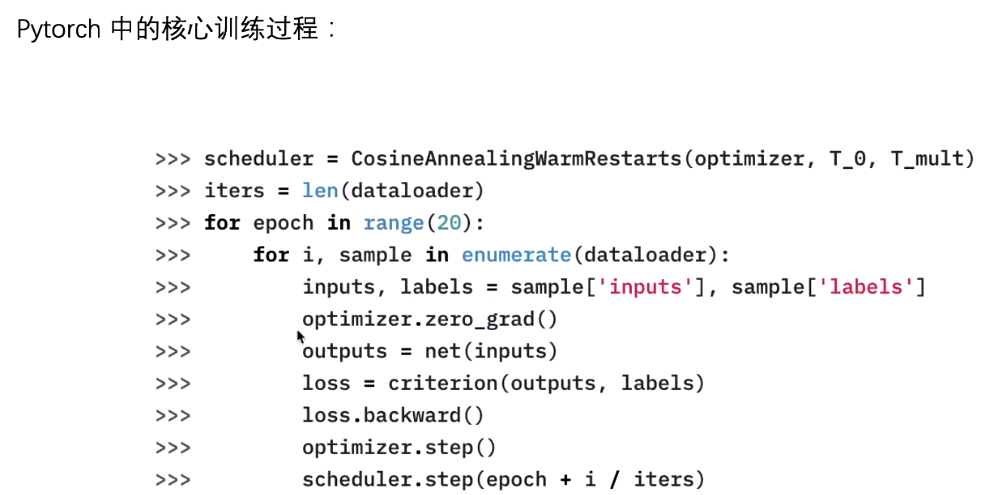 Pytorch 中的核心训练过程：
>>> scheduler = CosineAnnealingWarmRestarts(optimizer, T_0, T_mult)
>>> iters = len(dataloader)
>>> for epoch in range(20):
>>>     for i, sample in enumerate(dataloader):
>>>         inputs, labels = sample['inputs'], sample['labels']
>>>         optimizer.zero_grad()
>>>         outputs = net(inputs)
>>>         loss = criterion(outputs, labels)
>>>         loss.backward()
>>>         optimizer.step()
>>>         scheduler.step(epoch + i / iters)